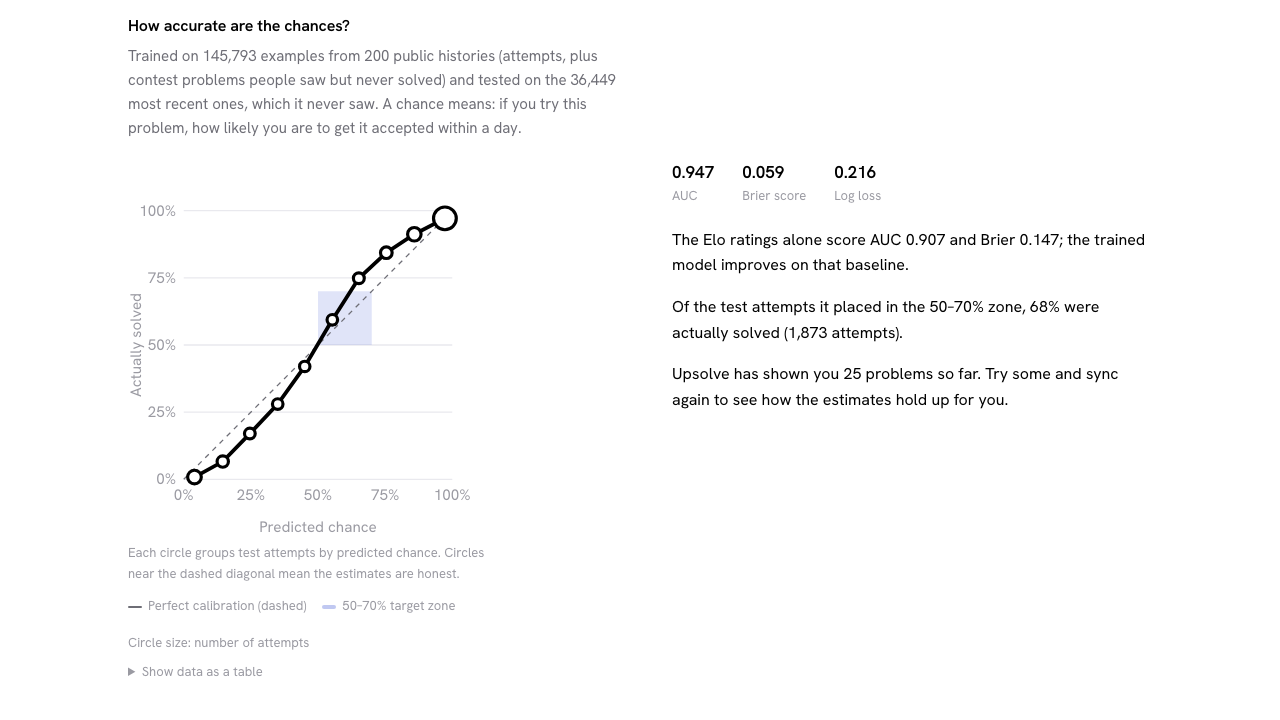 How accurate are the chances?
Trained on 145,793 examples from 200 public histories (attempts, plus
contest problems people saw but never solved) and tested on the 36,449
most recent ones, which it never saw. A chance means: if you try this
problem, how likely you are to get it accepted within a day.
100%
75%
50%
25%
0%
Actually solved
0% 25% 50% 75% 100%
Predicted chance
Each circle groups test attempts by predicted chance. Circles
near the dashed diagonal mean the estimates are honest.
Perfect calibration (dashed) 50–70% target zone
Circle size: number of attempts
Show data as a table
0.947 0.059 0.216
AUC Brier score Log loss
The Elo ratings alone score AUC 0.907 and Brier 0.147; the trained
model improves on that baseline.
Of the test attempts it placed in the 50–70% zone, 68% were
actually solved (1,873 attempts).
Upsolve has shown you 25 problems so far. Try some and sync
again to see how the estimates hold up for you.